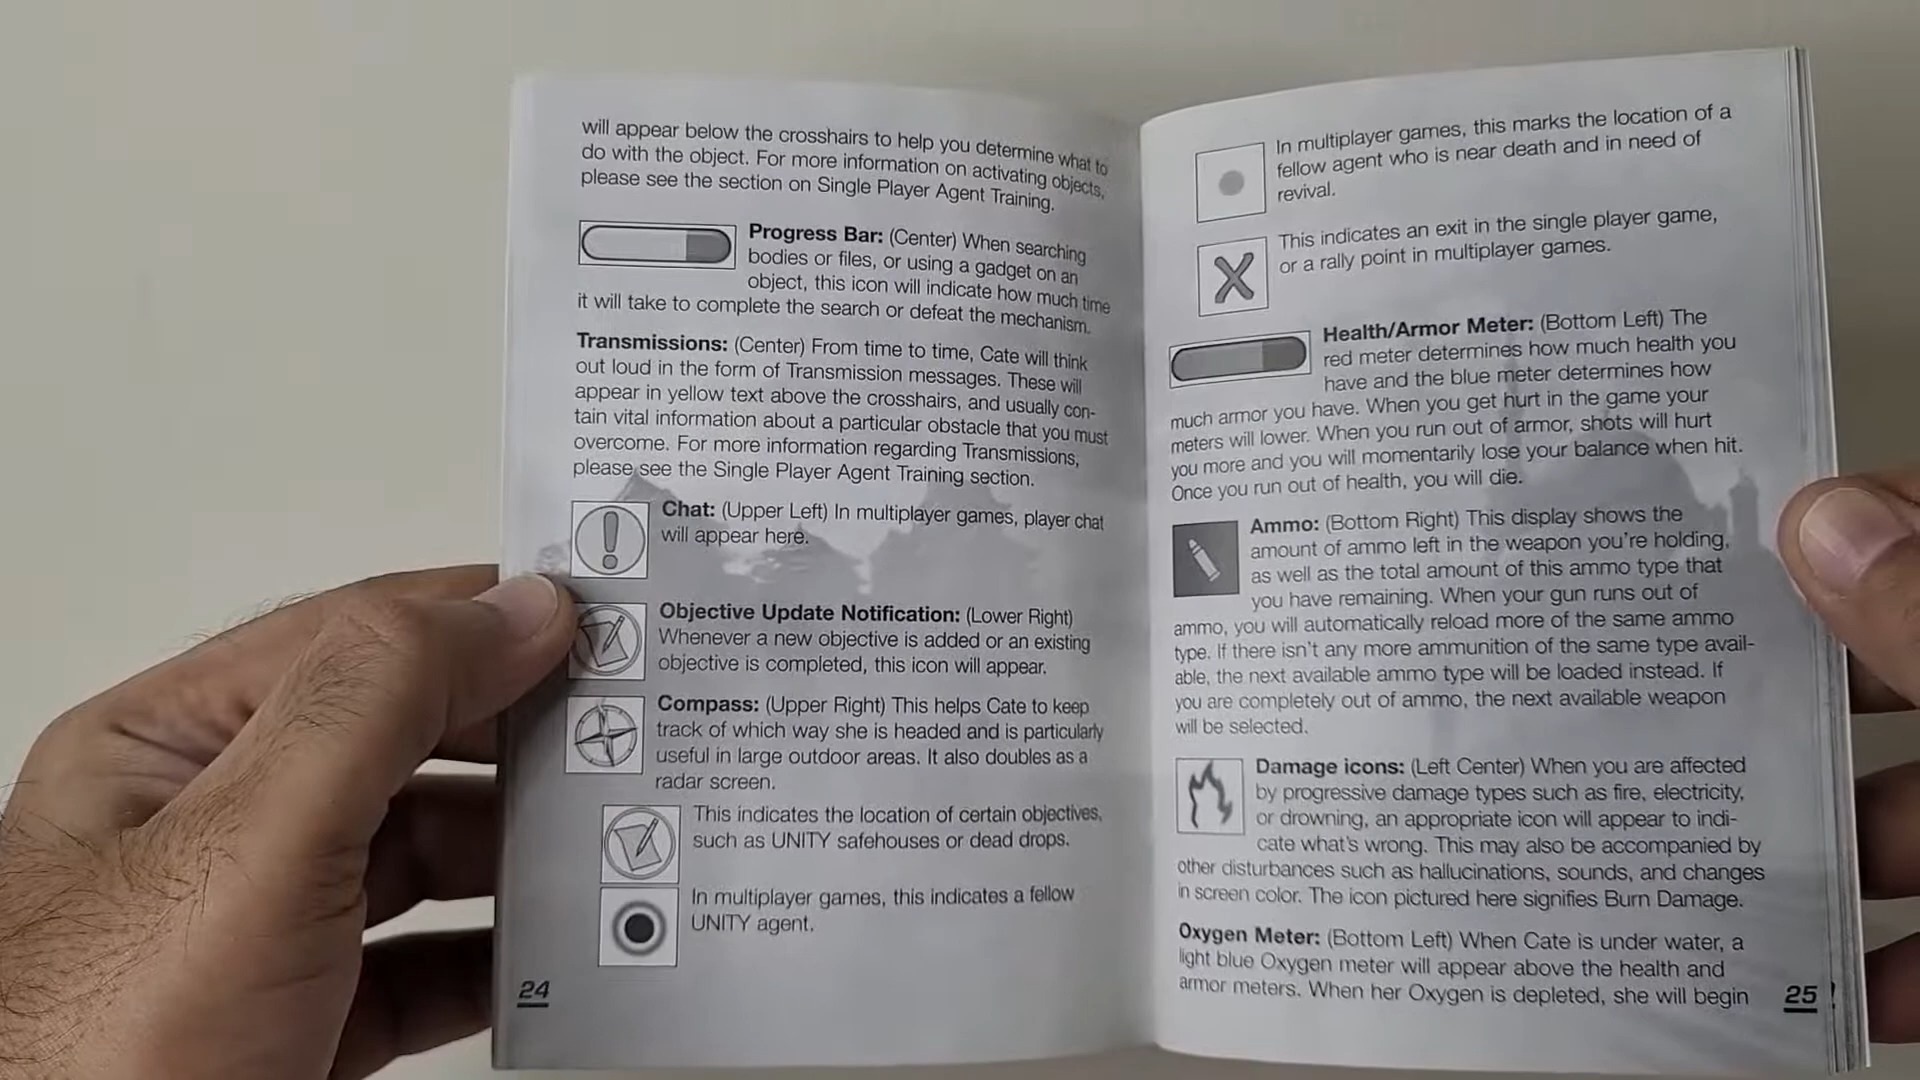 will appear below the crosshairs to help you determine what to
do with the object. For more information on activating objects,
please see the section on Single Player Agent Training.
Progress Bar: (Center) When searching
bodies or files, or using a gadget on an
object, this icon will indicate how much time
it will take to complete the search or defeat the mechanism.
Transmissions: (Center) From time to time, Cate will think
out loud in the form of Transmission messages. These will
appear in yellow text above the crosshairs, and usually con-
tain vital information about a particular obstacle that you must
overcome. For more information regarding Transmissions,
please see the Single Player Agent Training section.
Chat: (Upper Left) In multiplayer games, player chat
will appear here.
Objective Update Notification: (Lower Right)
Whenever a new objective is added or an existing
objective is completed, this icon will appear.
Compass: (Upper Right) This helps Cate to keep
track of which way she is headed and is particularly
useful in large outdoor areas. It also doubles as a
radar screen.
This indicates the location of certain objectives,
such as UNITY safehouses or dead drops.
In multiplayer games, this indicates a fellow
UNITY agent.
24
In multiplayer games, this marks the location of a
fellow agent who is near death and in need of
revival.
This indicates an exit in the single player game,
or a rally point in multiplayer games.
Health/Armor Meter: (Bottom Left) The
red meter determines how much health you
have and the blue meter determines how
much armor you have. When you get hurt in the game your
meters will lower. When you run out of armor, shots will hurt
you more and you will momentarily lose your balance when hit.
Once you run out of health, you will die.
Ammo: (Bottom Right) This display shows the
amount of ammo left in the weapon you're holding,
as well as the total amount of this ammo type that
you have remaining. When your gun runs out of
ammo, you will automatically reload more of the same ammo
type. If there isn't any more ammunition of the same type avail-
able, the next available ammo type will be loaded instead. If
you are completely out of ammo, the next available weapon
will be selected.
Damage icons: (Left Center) When you are affected
by progressive damage types such as fire, electricity,
or drowning, an appropriate icon will appear to indi-
cate what's wrong. This may also be accompanied by
other disturbances such as hallucinations, sounds, and changes
in screen color. The icon pictured here signifies Burn Damage.
Oxygen Meter: (Bottom Left) When Cate is under water, a
light blue Oxygen meter will appear above the health and
armor meters. When her Oxygen is depleted, she will begin
25